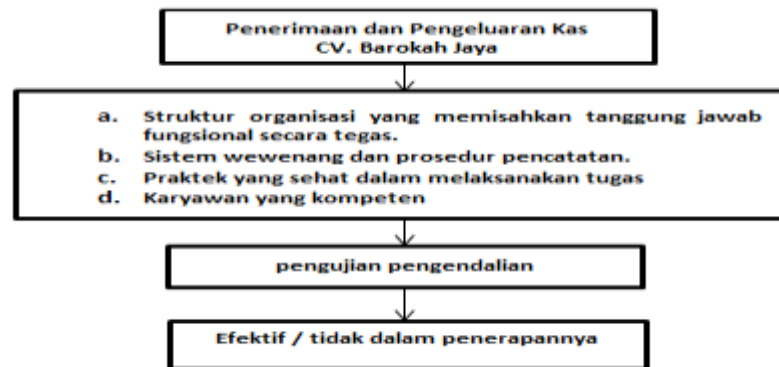 Penerimaan dan Pengeluaran Kas
CV. Barokah Jaya
a. Struktur organisasi yang memisahkan tanggung jawab
fungsional secara tegas.
b. Sistem wewenang dan prosedur pencatatan.
c. Praktek yang sehat dalam melaksanakan tugas
d. Karyawan yang kompeten
pengujian pengendalian
Efektif / tidak dalam penerapannya